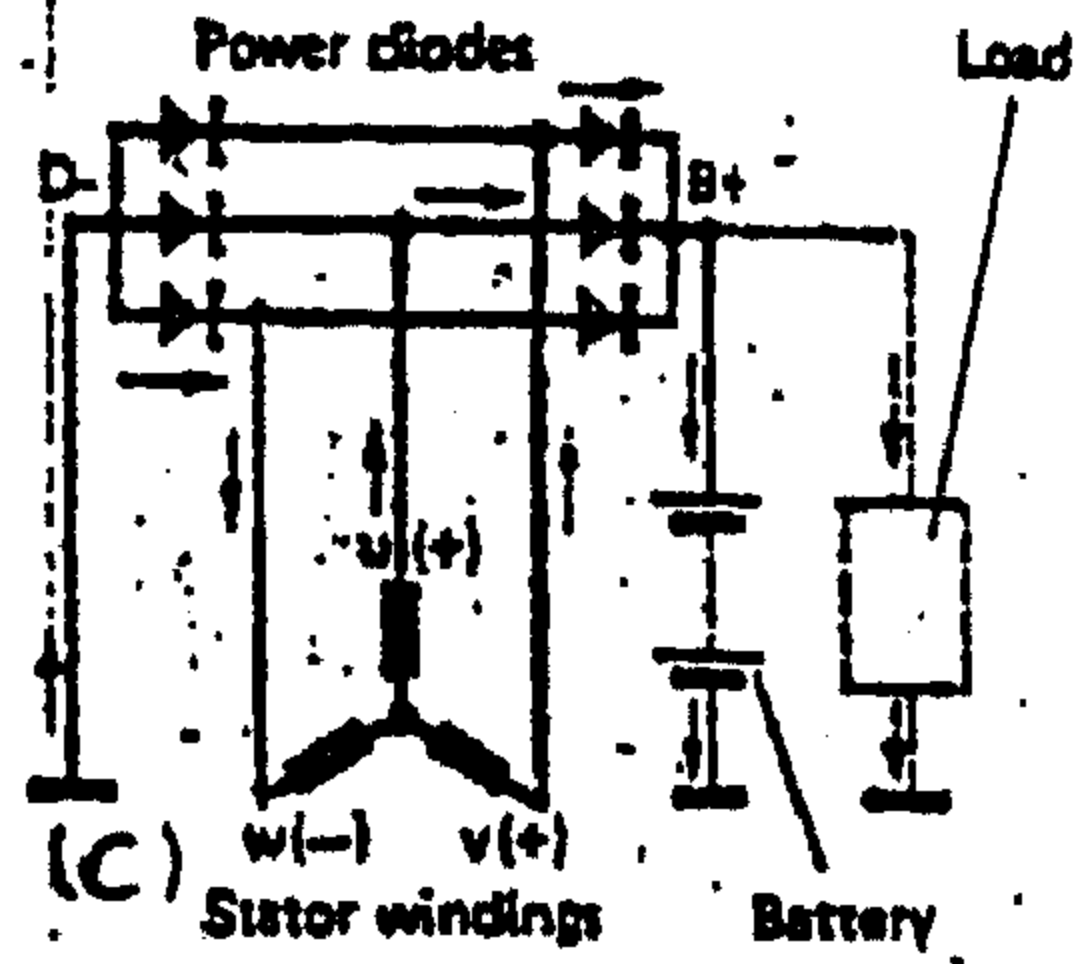 Power diodes
Load
D-
B+
u (+)
w(-)
v(+)
(C)
Stator windings
Battery